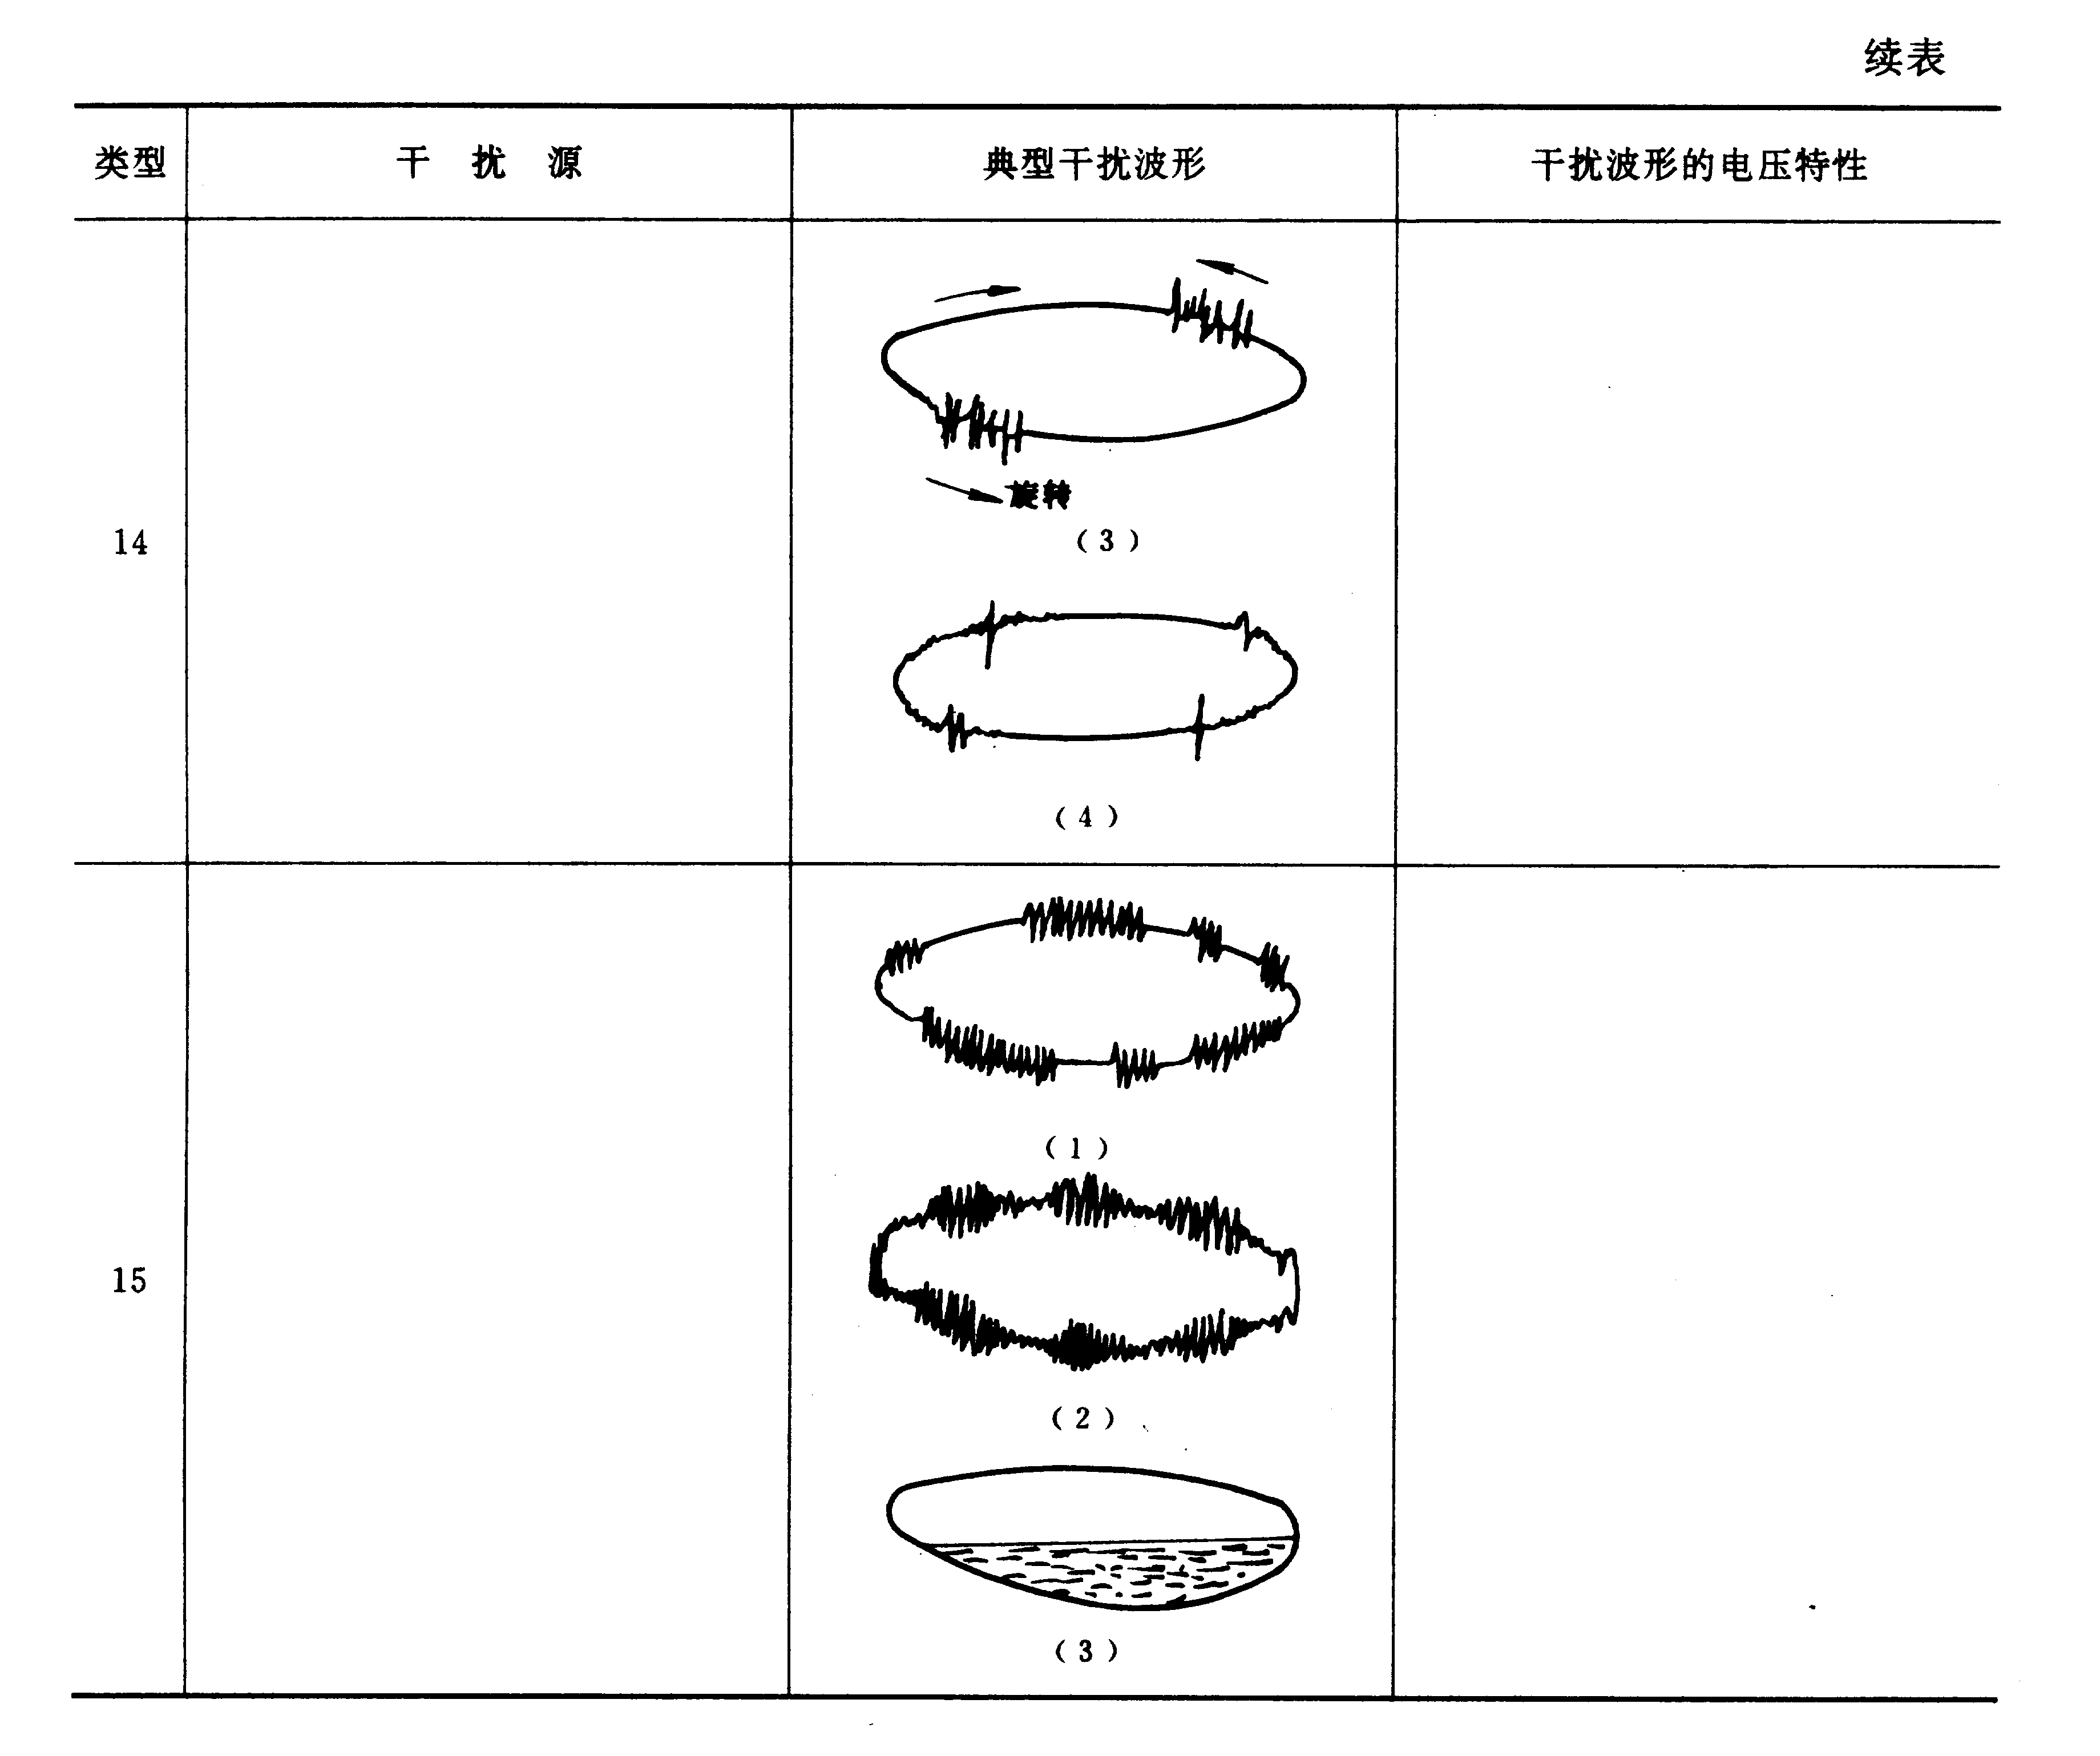 续表
类型 干扰源 典型干扰波形 干扰波形的电压特性
旋转
（3）
14
（4）
（1）
15
（2）
（3）